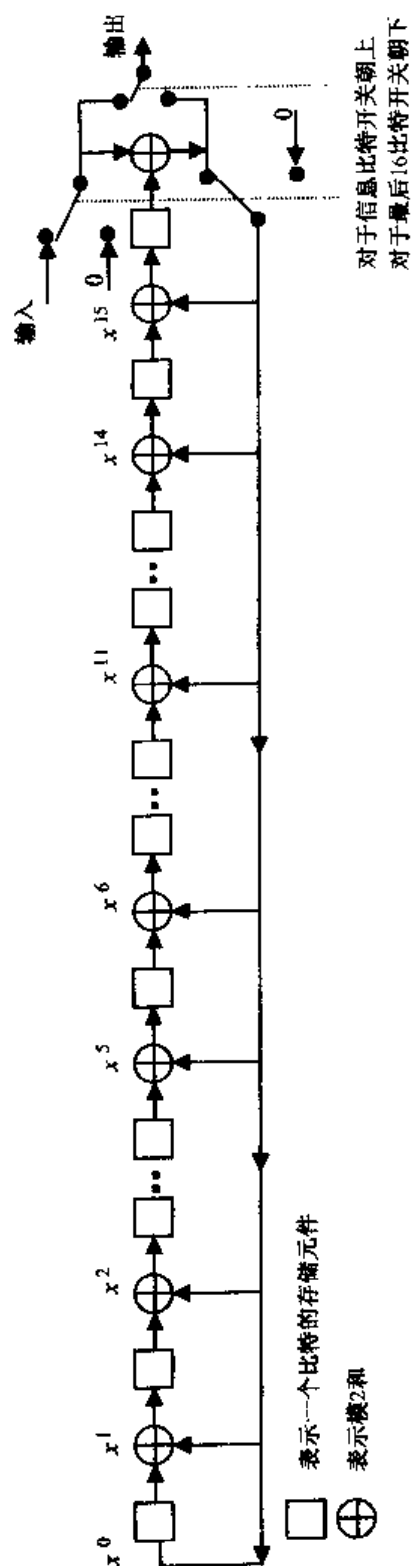 输入
输出
0
0
x⁰
x¹
x²
x⁵
x⁶
x¹¹
x¹⁴
x¹⁵
表示一个比特的存储元件
表示模2和
对于信息比特开关朝上
对于最后16比特开关朝下